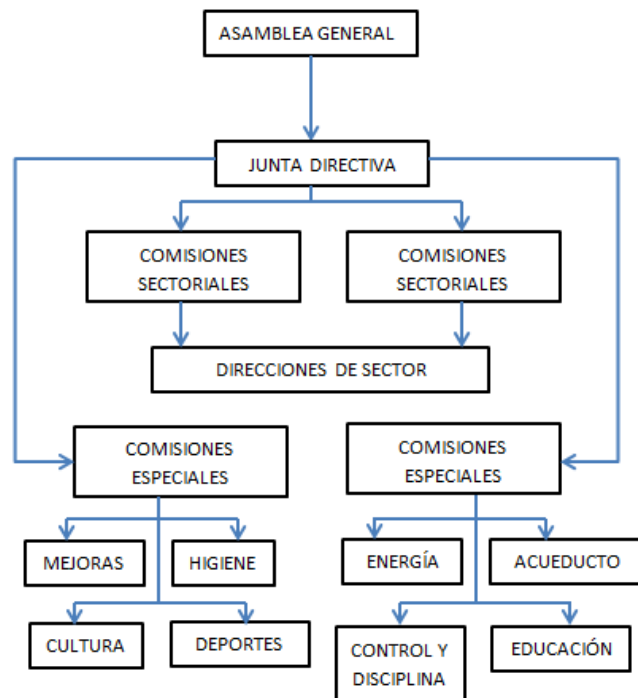 ASAMBLEA GENERAL
JUNTA DIRECTIVA
COMISIONES
SECTORIALES
COMISIONES
SECTORIALES
DIRECCIONES DE SECTOR
COMISIONES
ESPECIALES
COMISIONES
ESPECIALES
MEJORAS
HIGIENE
ENERGÍA
ACUEDUCTO
CULTURA
DEPORTES
CONTROL Y
DISCIPLINA
EDUCACIÓN